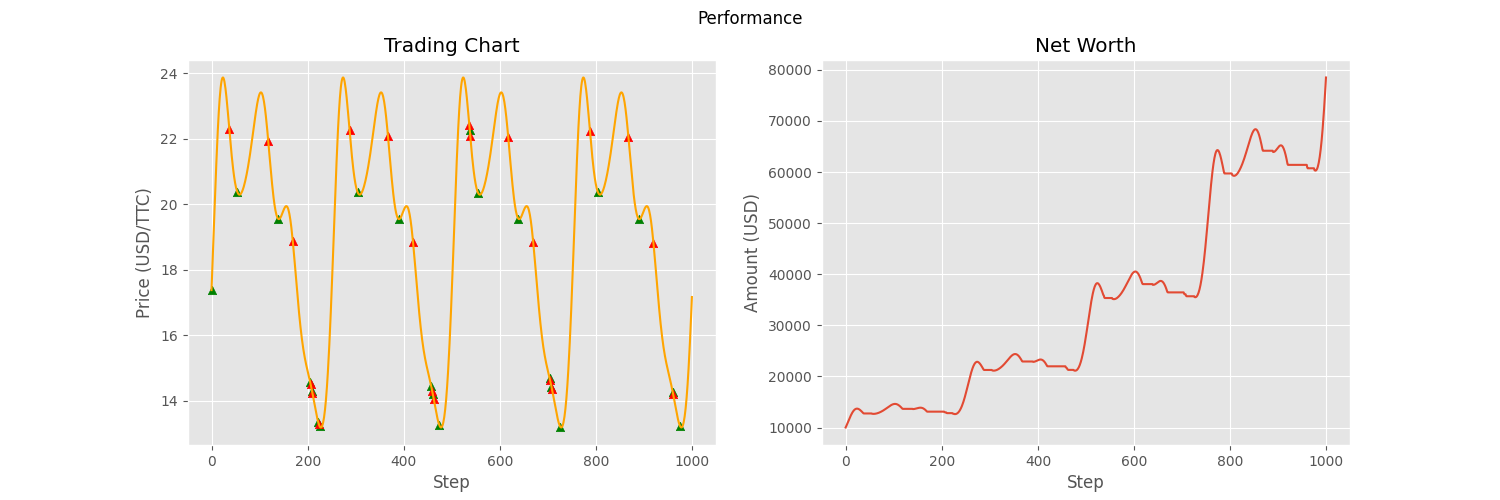 Performance
Trading Chart
Price (USD/TTC)
24
22
20
18
16
14
0 200 400 600 800 1000
Step
Net Worth
Amount (USD)
80000
70000
60000
50000
40000
30000
20000
10000
0 200 400 600 800 1000
Step